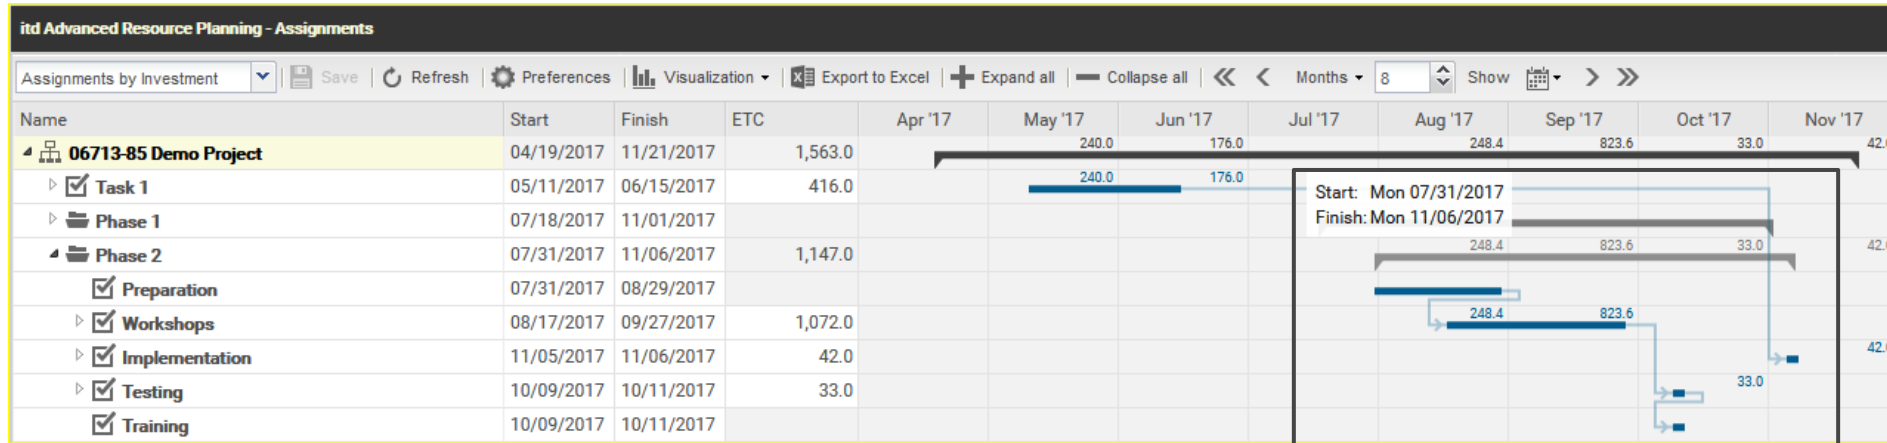 itd Advanced Resource Planning - Assignments
Assignments by Investment Save Refresh Preferences Visualization Export to Excel Expand all Collapse all Months 8 Show
Name Start Finish ETC Apr '17 May '17 Jun '17 Jul '17 Aug '17 Sep '17 Oct '17 Nov '17
06713-85 Demo Project 04/19/2017 11/21/2017 1,563.0 240.0 176.0 248.4 823.6 33.0 42.
Task 1 05/11/2017 06/15/2017 416.0 240.0 176.0
Start: Mon 07/31/2017
Finish: Mon 11/06/2017
Phase 1 07/18/2017 11/01/2017
Phase 2 07/31/2017 11/06/2017 1,147.0 248.4 823.6 33.0 42.
Preparation 07/31/2017 08/29/2017
Workshops 08/17/2017 09/27/2017 1,072.0 248.4 823.6
Implementation 11/05/2017 11/06/2017 42.0 42.
Testing 10/09/2017 10/11/2017 33.0 33.0
Training 10/09/2017 10/11/2017